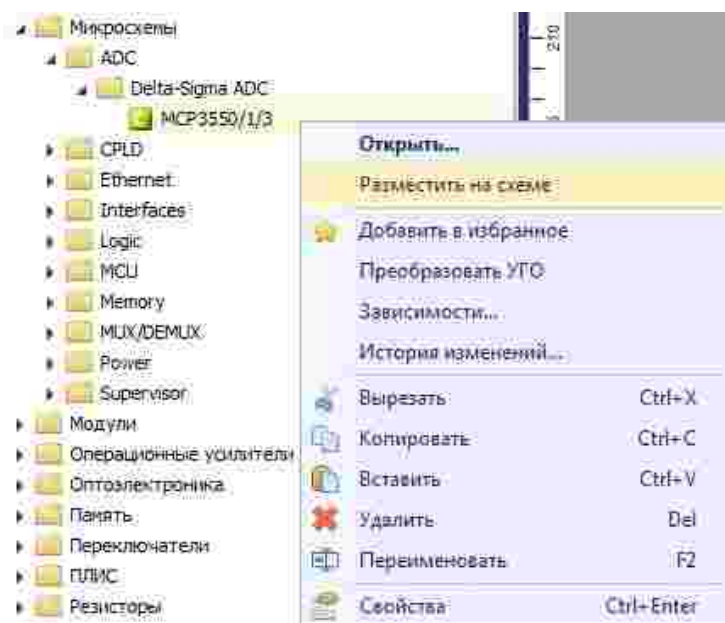 Микросхемы
ADC
Delta-Sigma ADC
MCP3550/1/3
CPLD
Ethernet
Interfaces
Logic
MCU
Memory
MUX/DEMUX
Power
Supervisor
Модули
Операционные усилители
Оптоэлектроника
Память
Переключатели
ПЛИС
Резисторы
Открыть...
Разместить на схеме
Добавить в избранное
Преобразовать УГО
Зависимости...
История изменений...
Вырезать Ctrl+X
Копировать Ctrl+C
Вставить Ctrl+V
Удалить Del
Переименовать F2
Свойства Ctrl+Enter
210